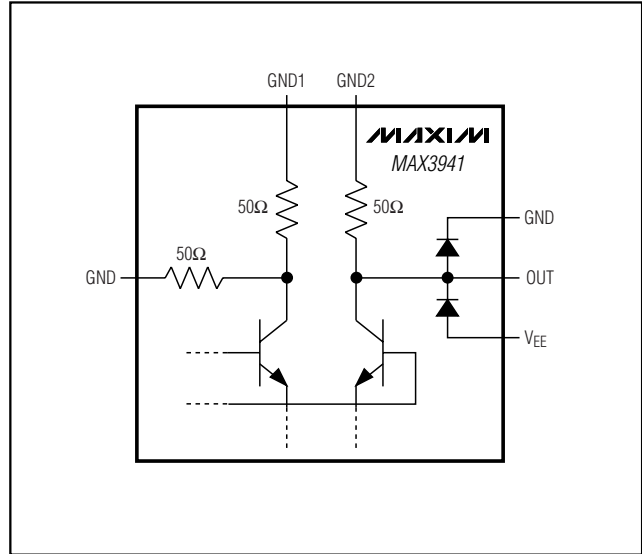 GND1
GND2
MAXIM
MAX3941
50Ω
50Ω
GND
50Ω
GND
OUT
VEE